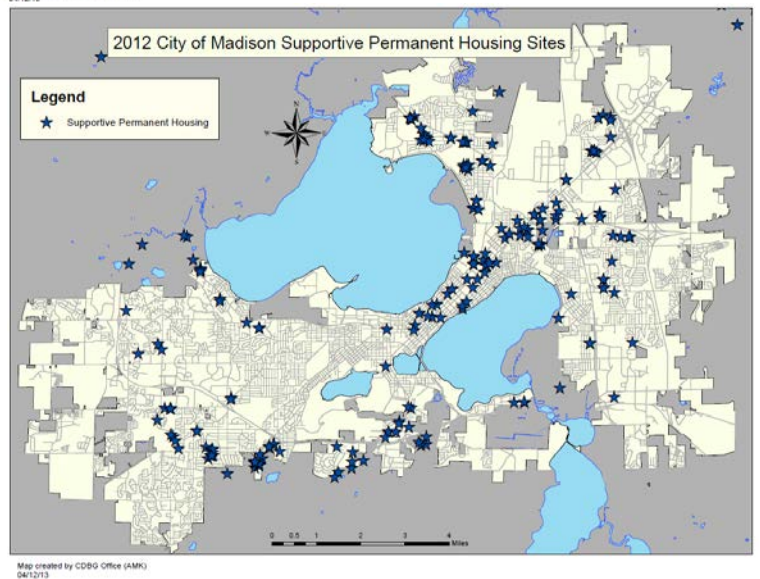 2012 City of Madison Supportive Permanent Housing Sites
Legend
Supportive Permanent Housing
N
W E
S
0 0.5 1 2 3 4
Miles
Map created by CDBG Office (AMK)
04/12/13